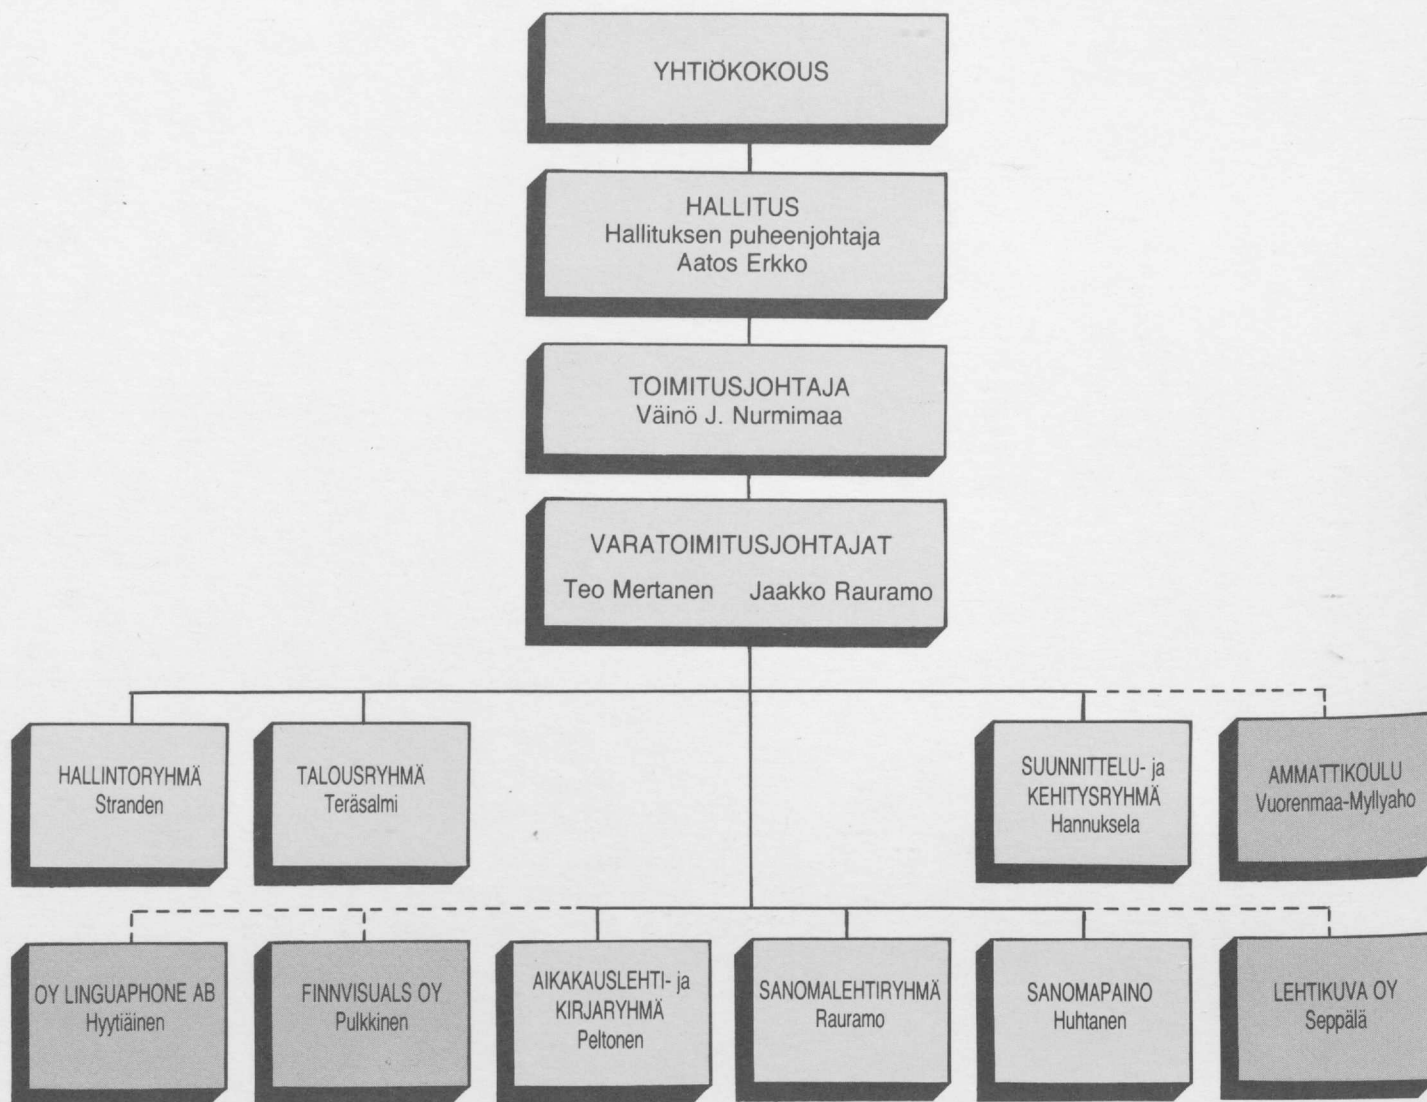 YHTIÖKOKOUS
HALLITUS
Hallituksen puheenjohtaja
Aatos Erkko
TOIMITUSJOHTAJA
Väinö J. Nurmimaa
VARATOIMITUSJOHTAJAT
Teo Mertanen Jaakko Rauramo
HALLINTORYHMÄ
Stranden
TALOUSRYHMÄ
Teräsalmi
SUUNNITTELU- ja
KEHITYSRYHMÄ
Hannuksela
AMMATTIKOULU
Vuorenmaa-Myllyaho
OY LINGUAPHONE AB
Hyytiäinen
FINNVISUALS OY
Pulkkinen
AIKAKAUSLEHTI- ja
KIRJARYHMÄ
Peltonen
SANOMALEHTIRYHMÄ
Rauramo
SANOMAPAINO
Huhtanen
LEHTIKUVA OY
Seppälä